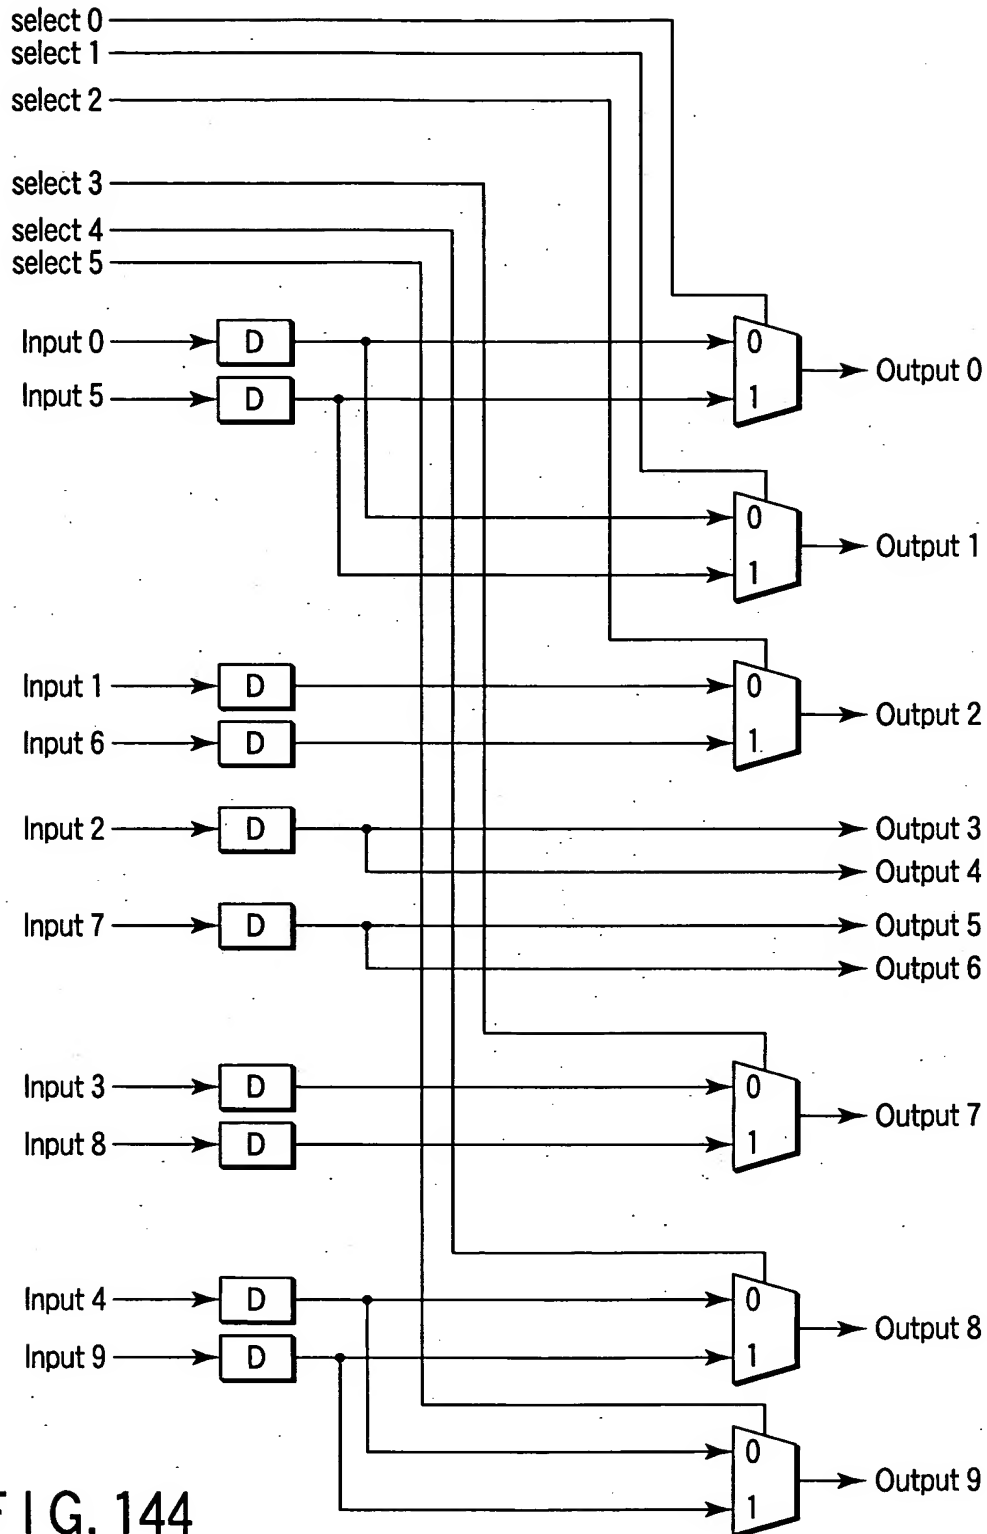 select 0
select 1
select 2
select 3
select 4
select 5
Input 0 D 0 Output 0
Input 5 D 1
0 Output 1
1
Input 1 D 0 Output 2
Input 6 D 1
Input 2 D Output 3
Output 4
Input 7 D Output 5
Output 6
Input 3 D 0 Output 7
Input 8 D 1
Input 4 D 0 Output 8
Input 9 D 1
0 Output 9
1
FIG. 144